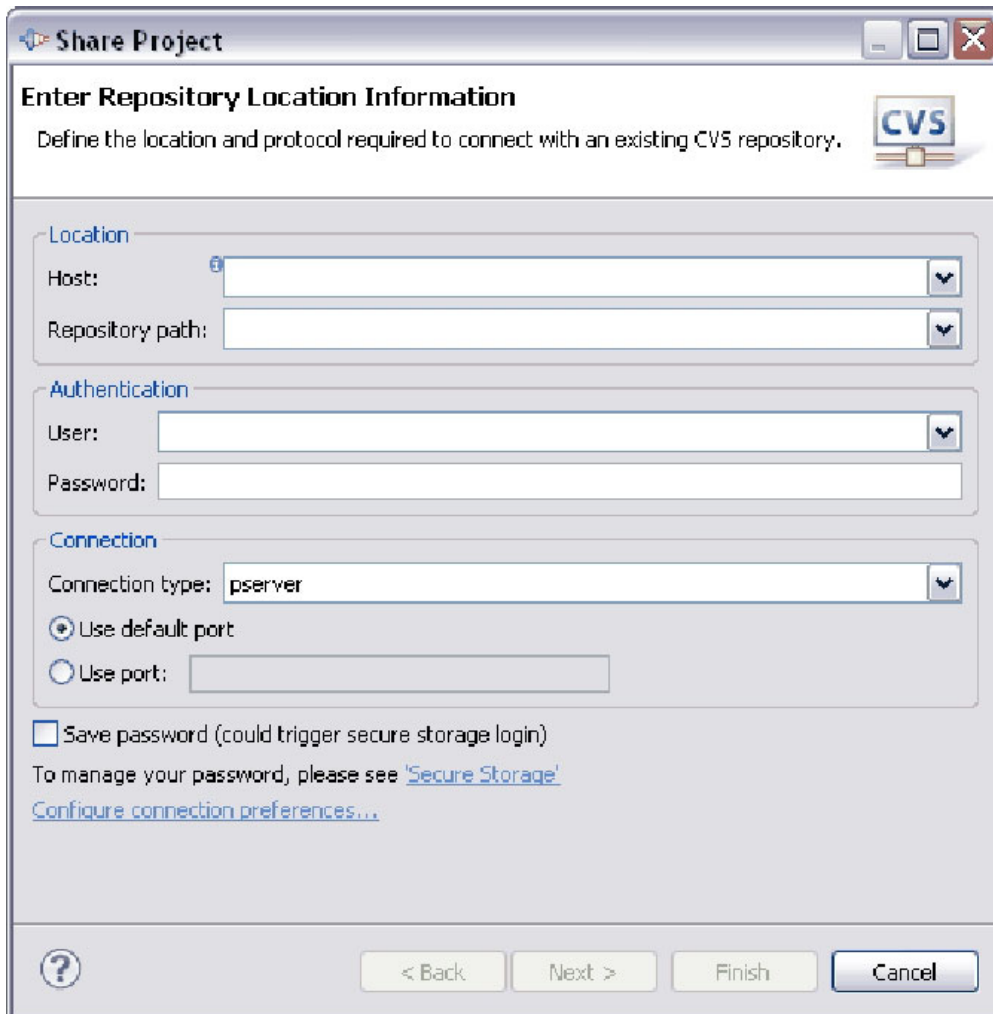 Share Project
Enter Repository Location Information
Define the location and protocol required to connect with an existing CVS repository.
CVS
Location
Host:
Repository path:
Authentication
User:
Password:
Connection
Connection type: pserver
Use default port
Use port:
Save password (could trigger secure storage login)
To manage your password, please see 'Secure Storage'
Configure connection preferences...
? < Back Next > Finish Cancel